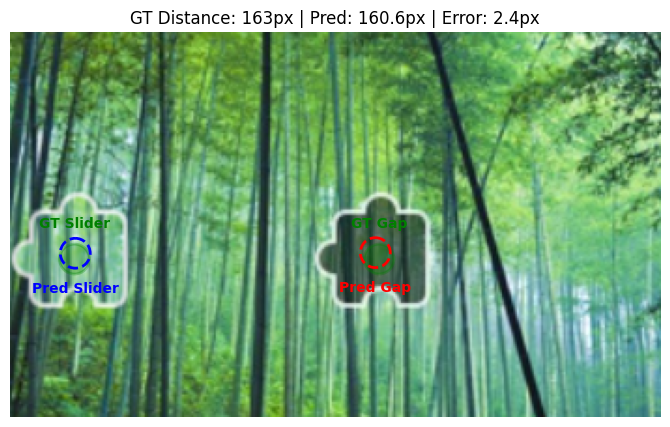 GT Distance: 163px | Pred: 160.6px | Error: 2.4px
GT Slider
GT Gap
Pred Slider
Pred Gap